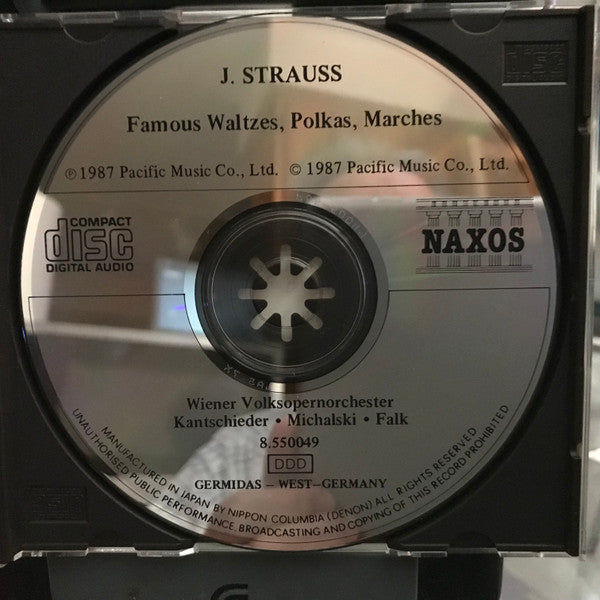 J. STRAUSS
Famous Waltzes, Polkas, Marches
℗ 1987 Pacific Music Co., Ltd. © 1987 Pacific Music Co., Ltd.
COMPACT
disc
DIGITAL AUDIO
NAXOS
Wiener Volksopernorchester
Kantschieder • Michalski • Falk
8.550049
DDD
GERMIDAS – WEST–GERMANY
MANUFACTURED IN JAPAN BY NIPPON COLUMBIA (DENON) ALL RIGHTS RESERVED
UNAUTHORISED PUBLIC PERFORMANCE, BROADCASTING AND COPYING OF THIS RECORD PROHIBITED